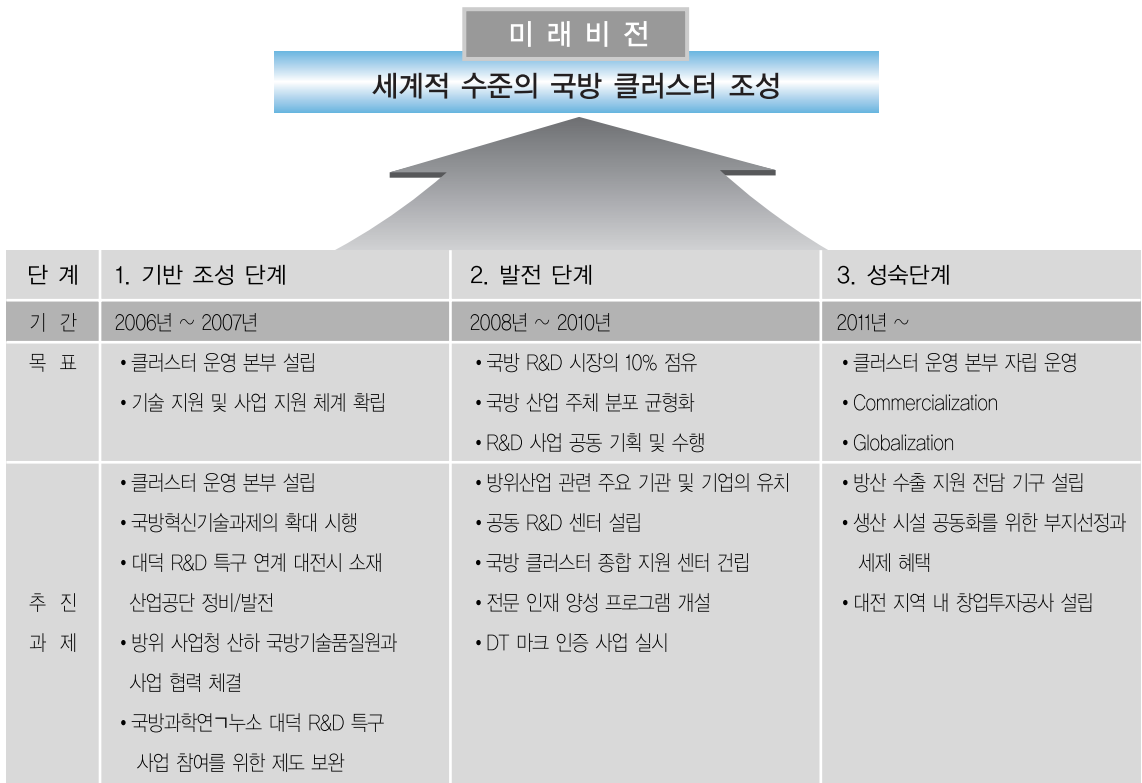 미 래 비 전
세계적 수준의 국방 클러스터 조성
단 계
1. 기반 조성 단계
2. 발전 단계
3. 성숙단계
기 간
2006년 ~ 2007년
2008년 ~ 2010년
2011년 ~
목 표
• 클러스터 운영 본부 설립
• 기술 지원 및 사업 지원 체계 확립
• 국방 R&D 시장의 10% 점유
• 국방 산업 주체 분포 균형화
• R&D 사업 공동 기획 및 수행
• 클러스터 운영 본부 자립 운영
• Commercialization
• Globalization
추 진
과 제
• 클러스터 운영 본부 설립
• 국방혁신기술과제의 확대 시행
• 대덕 R&D 특구 연계 대전시 소재
산업공단 정비/발전
• 방위 사업청 산하 국방기술품질원과
사업 협력 체결
• 국방과학연ㄱ누소 대덕 R&D 특구
사업 참여를 위한 제도 보완
• 방위산업 관련 주요 기관 및 기업의 유치
• 공동 R&D 센터 설립
• 국방 클러스터 종합 지원 센터 건립
• 전문 인재 양성 프로그램 개설
• DT 마크 인증 사업 실시
• 방산 수출 지원 전담 기구 설립
• 생산 시설 공동화를 위한 부지선정과
세제 혜택
• 대전 지역 내 창업투자공사 설립